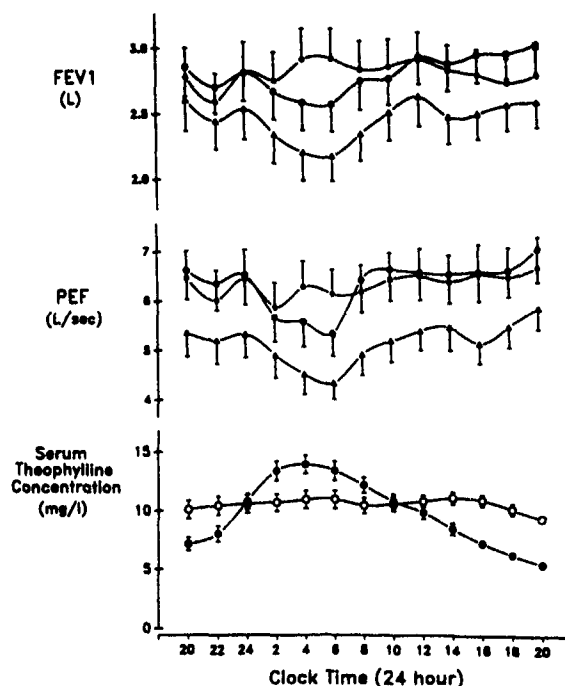 FEV1
(L)
3.0
2.5
2.0
PEF
(L/sec)
7
6
5
4
Serum
Theophylline
Concentration
(mg/l)
15
10
5
0
20 22 24 2 4 6 8 10 12 14 16 18 20
Clock Time (24 hour)